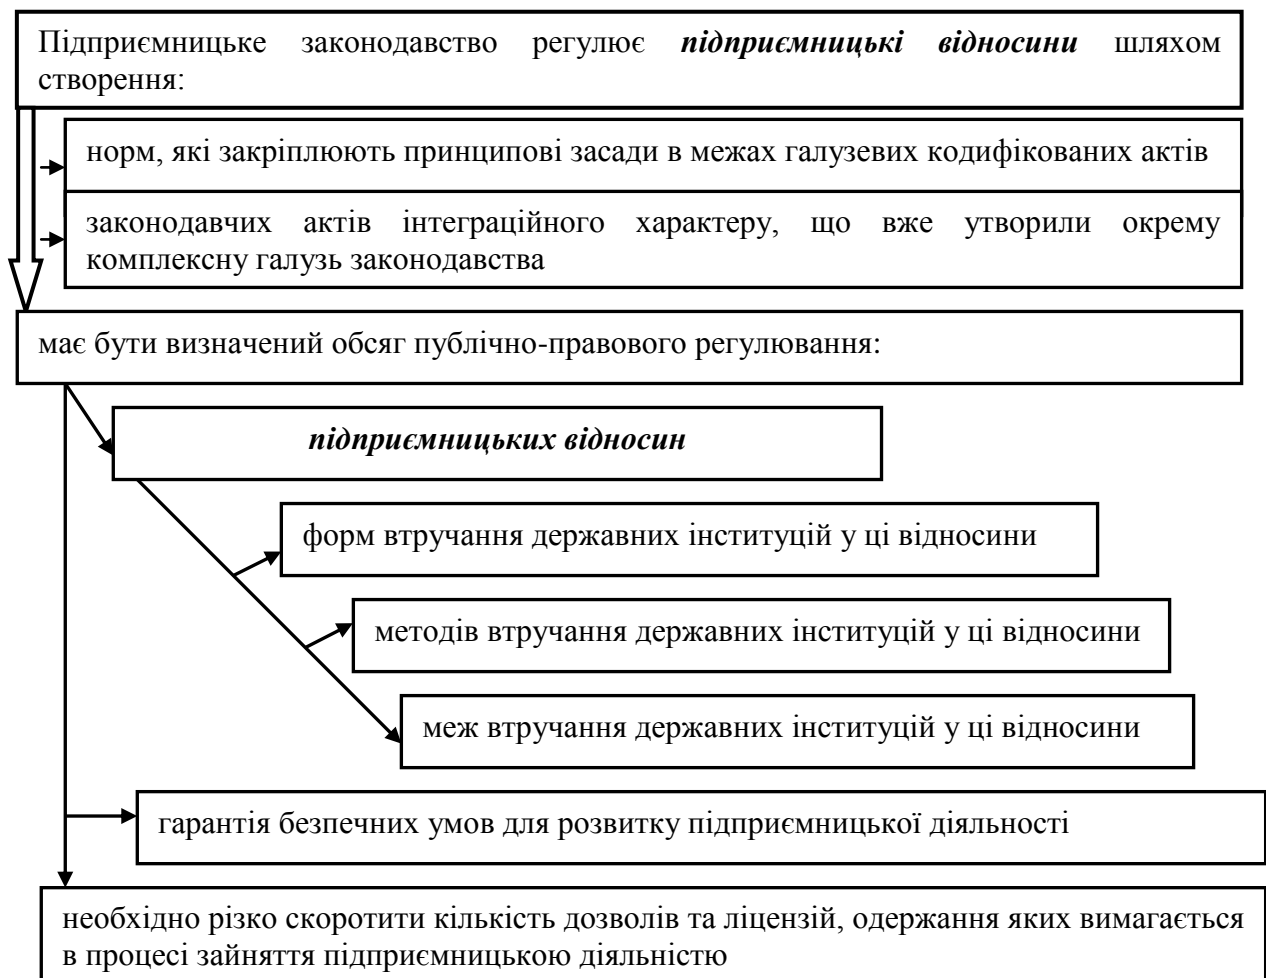 Підприємницьке законодавство регулює підприємницькі відносини шляхом
створення:
норм, які закріплюють принципові засади в межах галузевих кодифікованих актів
законодавчих актів інтеграційного характеру, що вже утворили окрему
комплексну галузь законодавства
має бути визначений обсяг публічно-правового регулювання:
підприємницьких відносин
форм втручання державних інституцій у ці відносини
методів втручання державних інституцій у ці відносини
меж втручання державних інституцій у ці відносини
гарантія безпечних умов для розвитку підприємницької діяльності
необхідно різко скоротити кількість дозволів та ліцензій, одержання яких вимагається
в процесі зайняття підприємницькою діяльністю